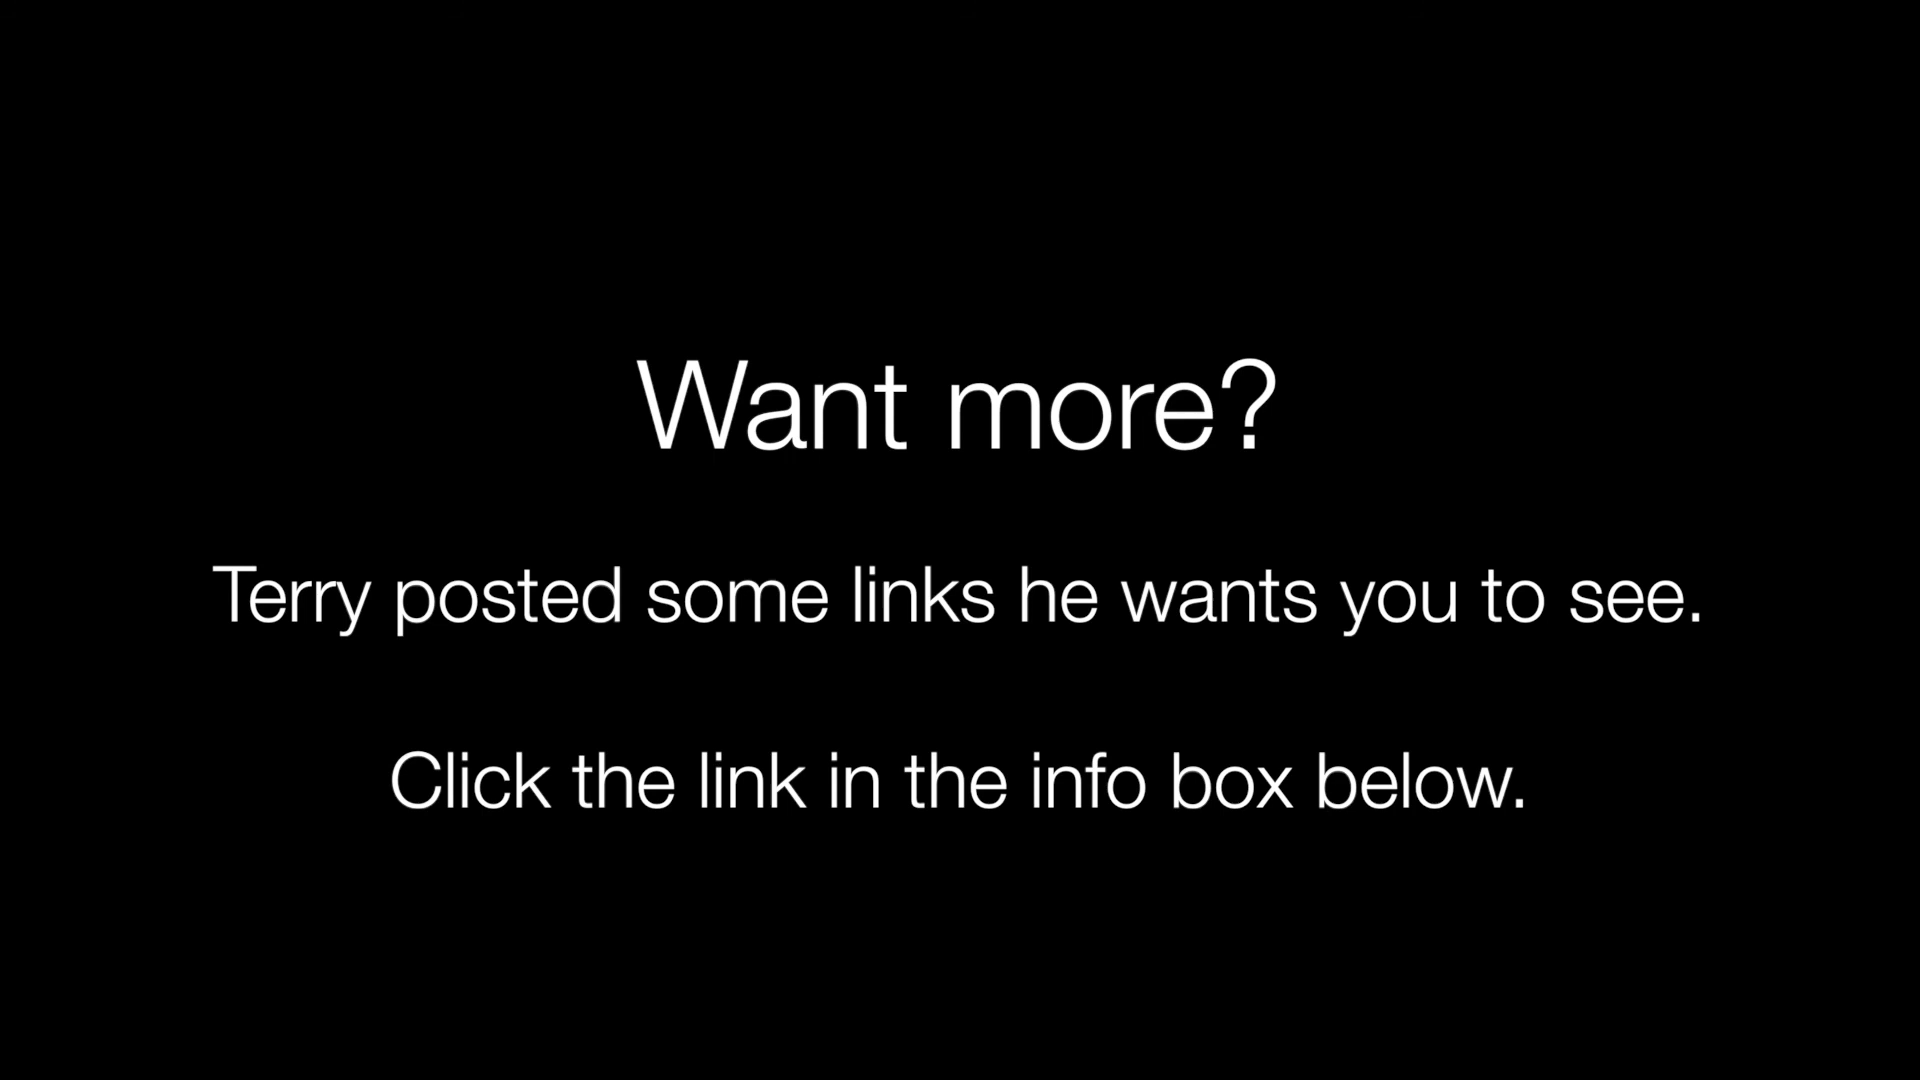 Want more?
Terry posted some links he wants you to see.
Click the link in the info box below.